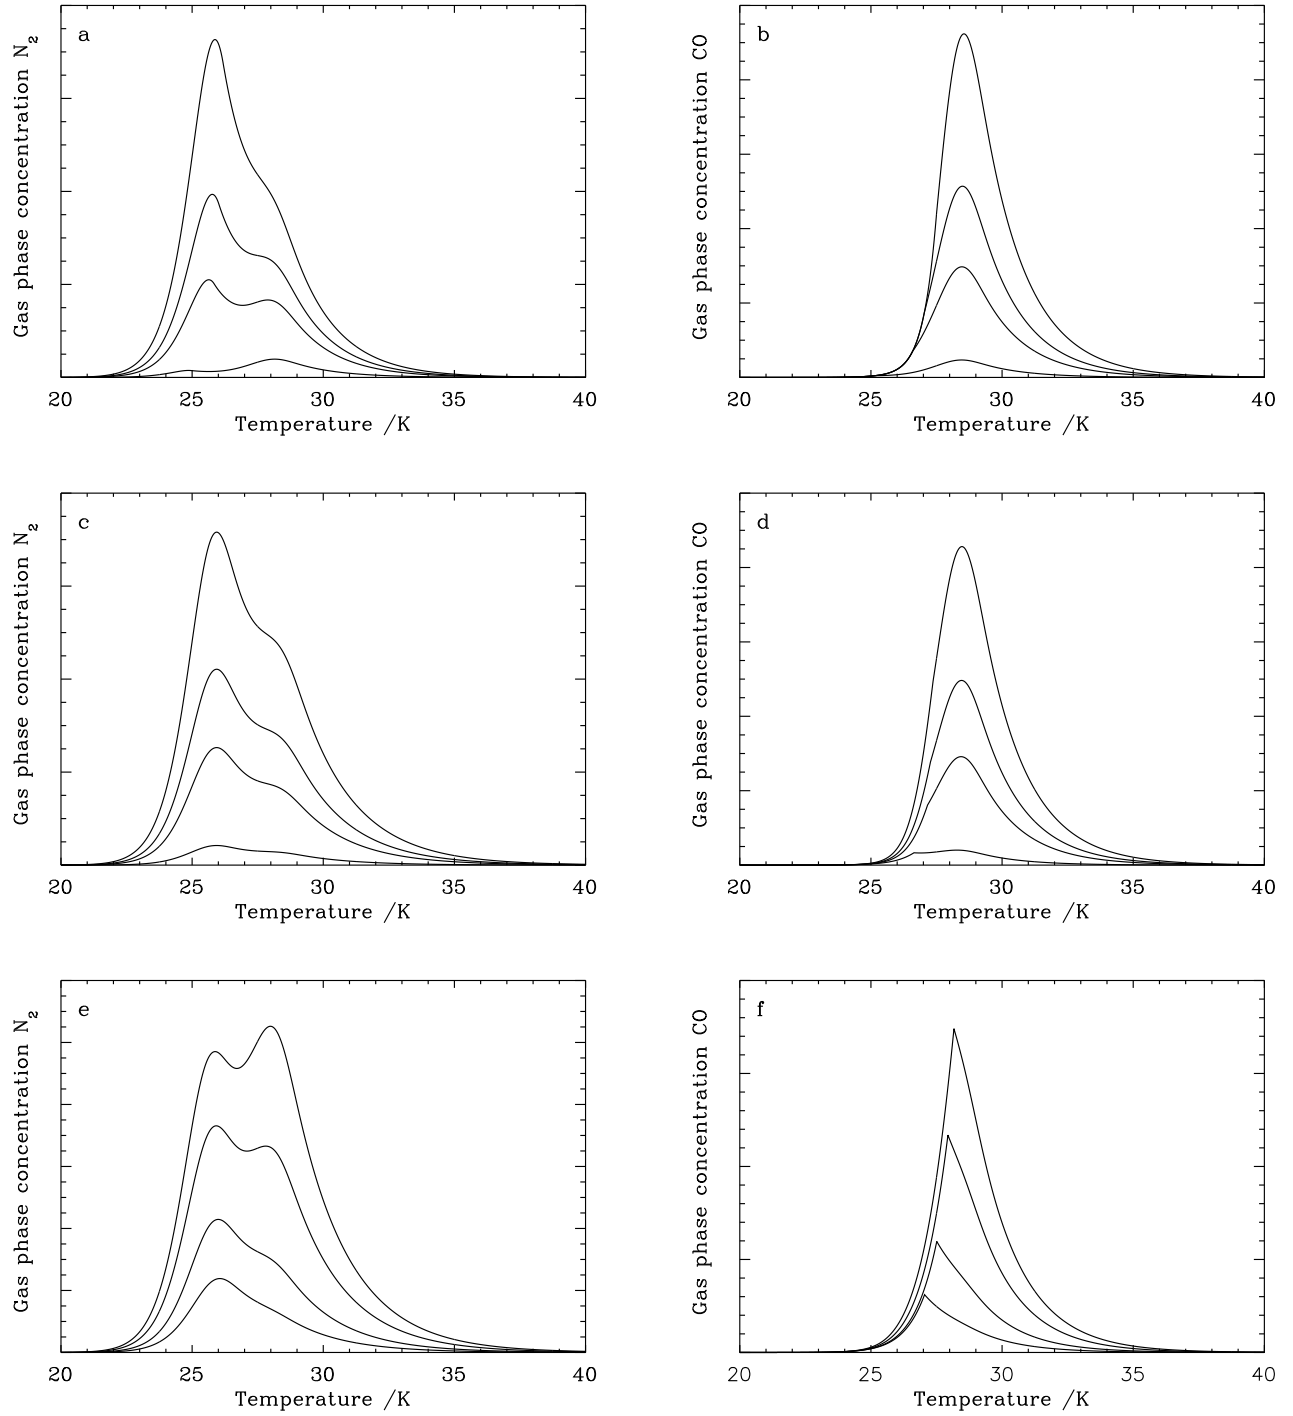 a
Gas phase concentration N₂
20 25 30 35 40
Temperature /K
b
Gas phase concentration CO
20 25 30 35 40
Temperature /K
c
Gas phase concentration N₂
20 25 30 35 40
Temperature /K
d
Gas phase concentration CO
20 25 30 35 40
Temperature /K
e
Gas phase concentration N₂
20 25 30 35 40
Temperature /K
f
Gas phase concentration CO
20 25 30 35 40
Temperature /K